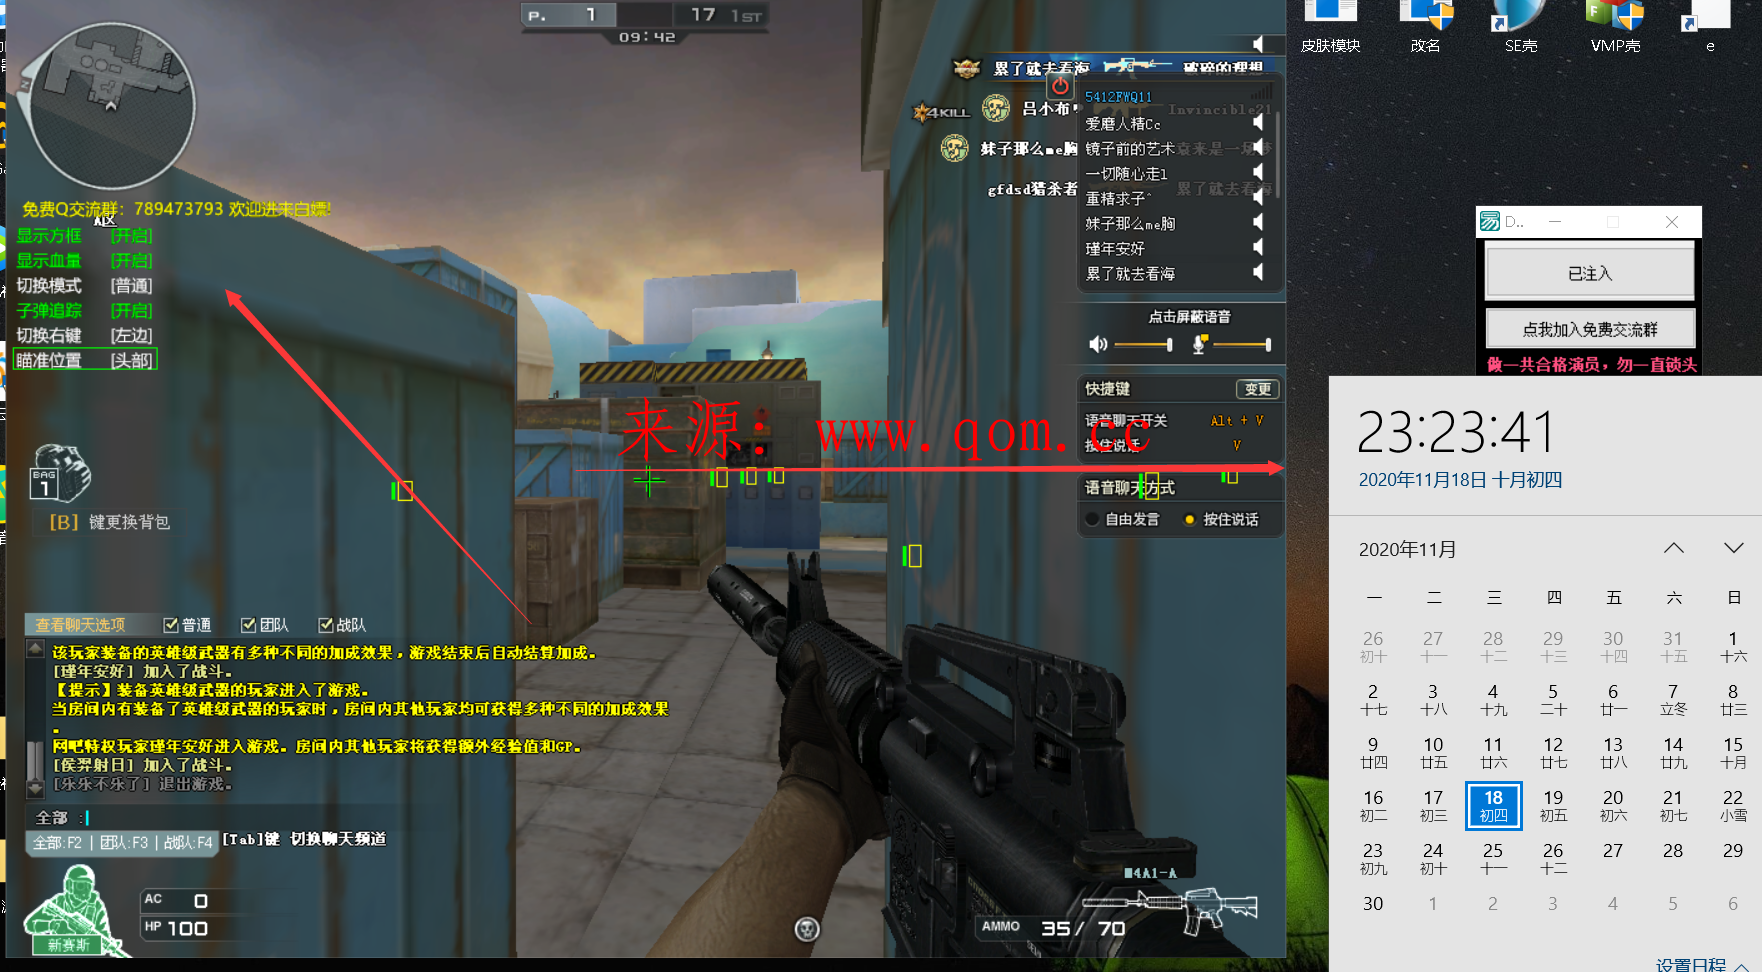 P. 1 17 1ST
09:42
皮肤模块
改名
SE壳
VMP壳
e
累了就去看海 破碎的理想
5412FWQ11
4KILL 吕小布 Invincible21
爱磨人精Cc
妹子那么me胸 镜子前的艺术
一切随心走1
gfdsd猎杀者 累了就去看海
重精求子^
妹子那么me胸
瑾年安好
累了就去看海
免费Q交流群: 789473793 欢迎进来白嫖!
A区
显示方框 [开启]
显示血量 [开启]
切换模式 [普通]
子弹追踪 [开启]
切换右键 [左边]
瞄准位置 [头部]
点击屏蔽语音
快捷键 变更
语音聊天开关 Alt + V
按住说话 V
语音聊天方式
自由发言 按住说话
来源: www.qom.cc
BAG
1
[B] 键更换背包
查看聊天选项 普通 团队 战队
该玩家装备的英雄级武器有多种不同的加成效果，游戏结束后自动结算加成。
[瑾年安好] 加入了战斗。
【提示】装备英雄级武器的玩家进入了游戏。
当房间内有装备了英雄级武器的玩家时，房间内其他玩家均可获得多种不同的加成效果
。
网吧特权玩家瑾年安好进入游戏。房间内其他玩家将获得额外经验值和GP。
[侯羿射日] 加入了战斗。
[乐乐不乐了] 退出游戏。
全部 :
全部:F2 | 团队:F3 | 战队:F4 [Tab]键 切换聊天频道
AC 0
HP 100
新赛斯
M4A1-A
AMMO 35/ 70
D..
已注入
点我加入免费交流群
做一共合格演员，勿一直锁头
23:23:41
2020年11月18日 十月初四
2020年11月
一 二 三 四 五 六 日
26 27 28 29 30 31 1
初十 十一 十二 十三 十四 十五 十六
2 3 4 5 6 7 8
十七 十八 十九 二十 廿一 立冬 廿三
9 10 11 12 13 14 15
廿四 廿五 廿六 廿七 廿八 廿九 十月
16 17 18 19 20 21 22
初二 初三 初四 初五 初六 初七 小雪
23 24 25 26 27 28 29
初九 初十 十一 十二
30 1 2 3 4 5 6
设置日程